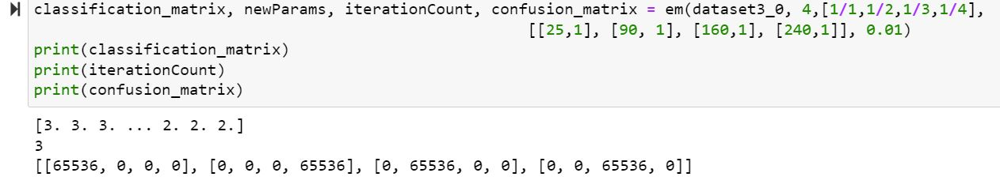 classification_matrix, newParams, iterationCount, confusion_matrix = em(dataset3_0, 4,[1/1,1/2,1/3,1/4],
[[25,1], [90, 1], [160,1], [240,1]], 0.01)
print(classification_matrix)
print(iterationCount)
print(confusion_matrix)
[3. 3. 3. ... 2. 2. 2.]
3
[[65536, 0, 0, 0], [0, 0, 0, 65536], [0, 65536, 0, 0], [0, 0, 65536, 0]]